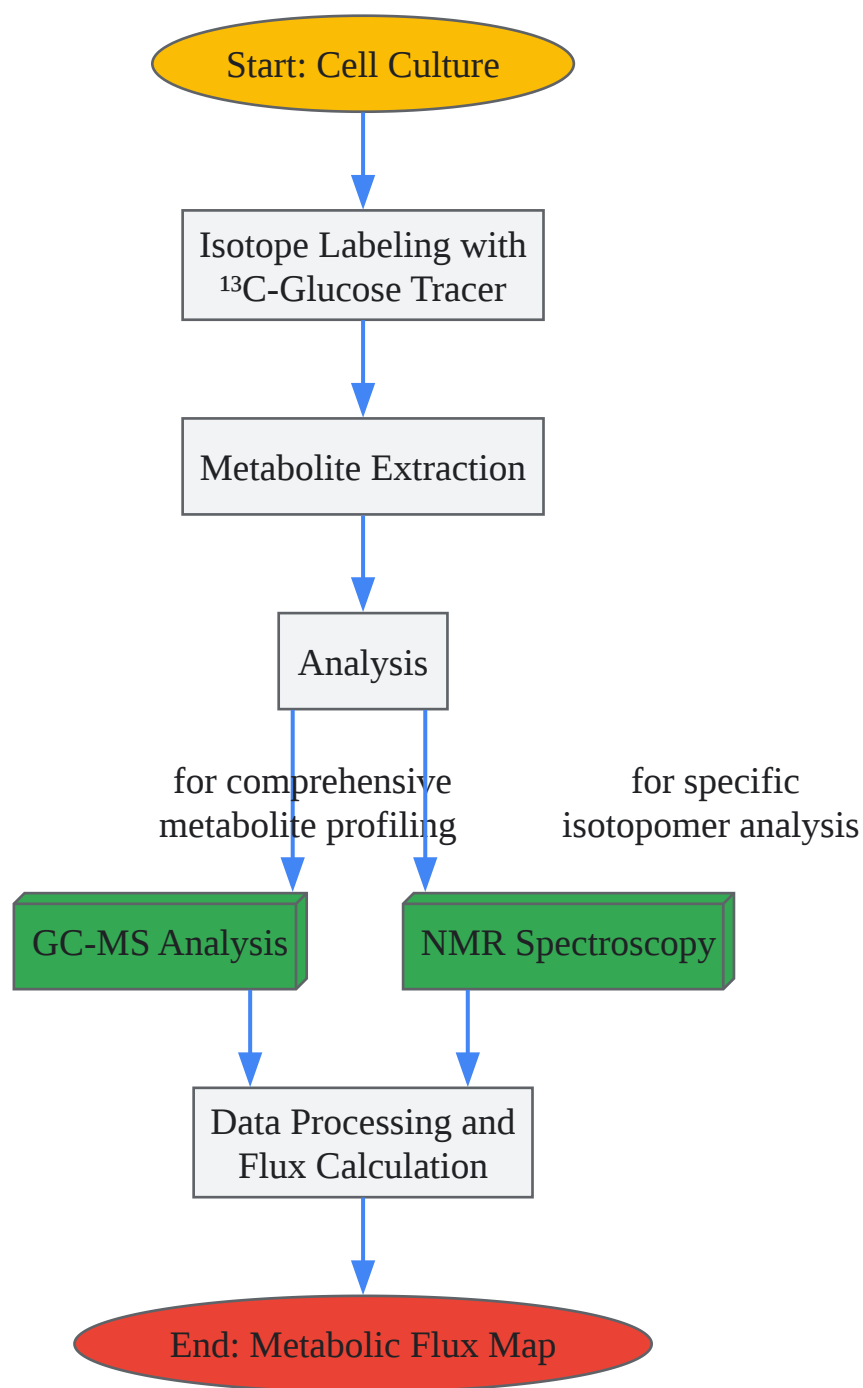 Start: Cell Culture
Isotope Labeling with
¹³C-Glucose Tracer
Metabolite Extraction
Analysis
for comprehensive
metabolite profiling
for specific
isotopomer analysis
GC-MS Analysis
NMR Spectroscopy
Data Processing and
Flux Calculation
End: Metabolic Flux Map